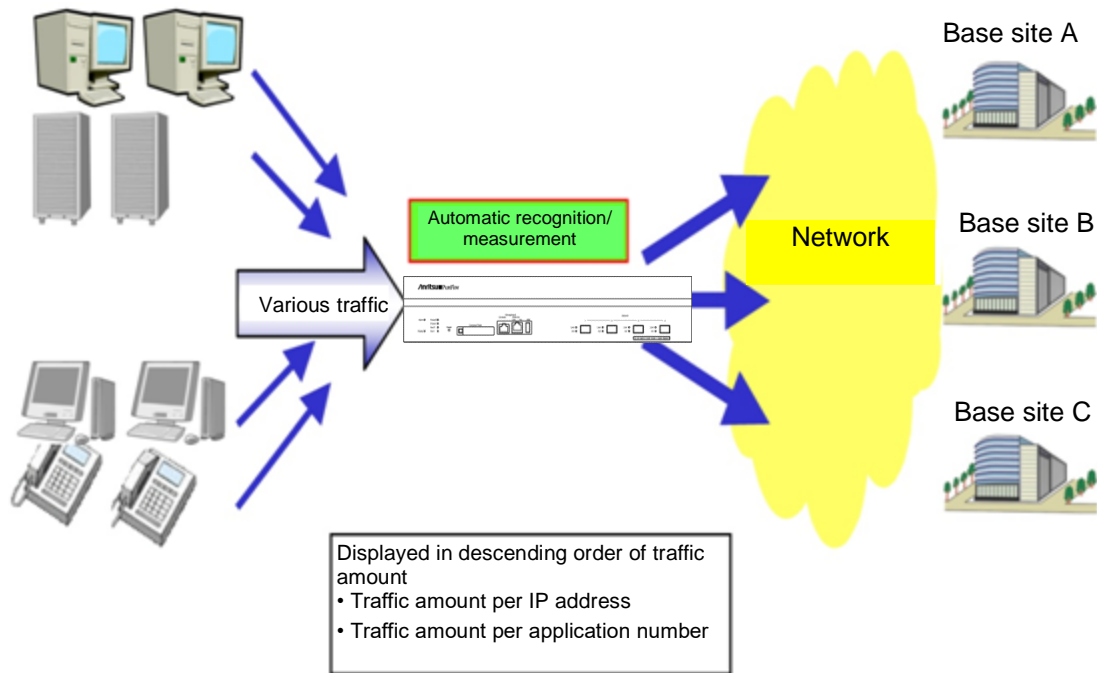 Base site A
Automatic recognition/
measurement
Base site B
Network
Anritsu PureFlow
Various traffic
Base site C
Displayed in descending order of traffic
amount
• Traffic amount per IP address
• Traffic amount per application number